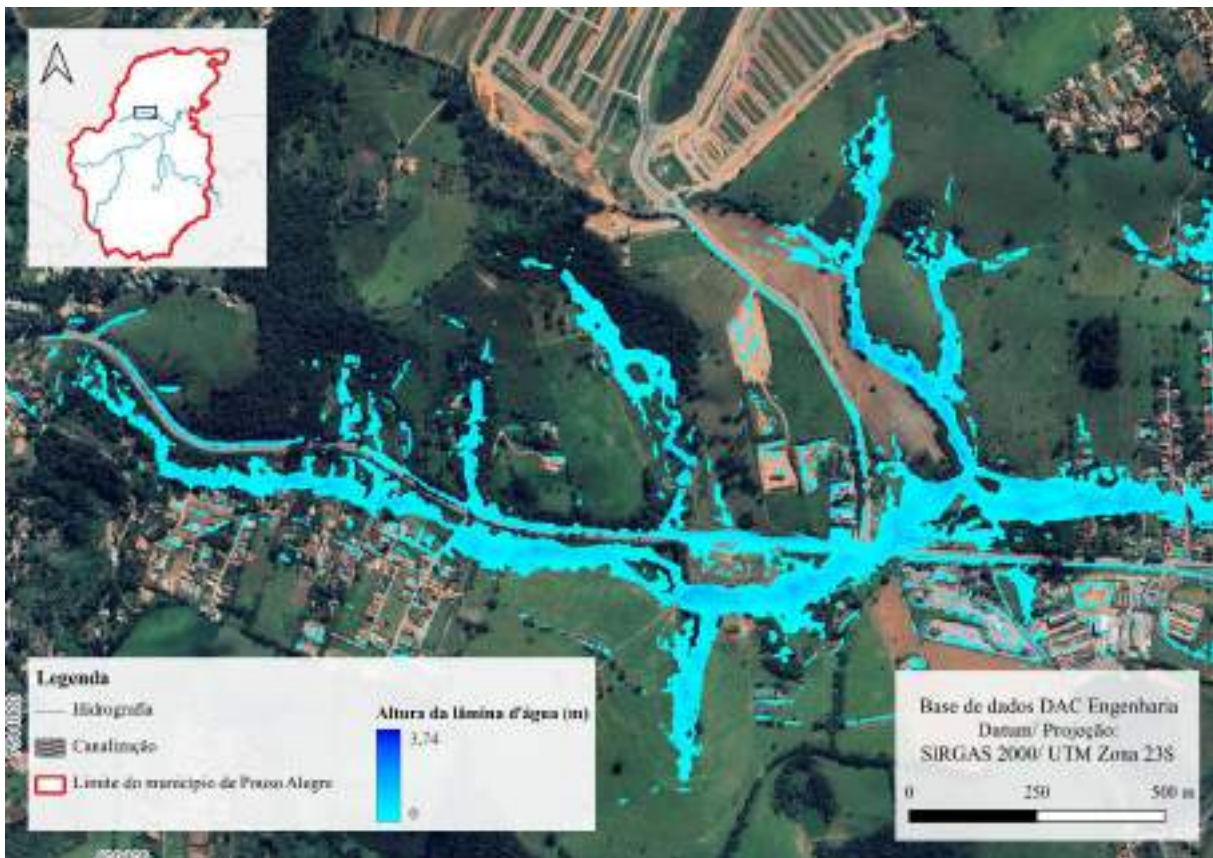 Legenda
Hidrografia
Canalização
Limite do município de Pouso Alegre
Altura da lâmina d'água (m)
3,74
0
Base de dados DAC Engenharia
Datum/ Projeção:
SIRGAS 2000/ UTM Zona 23S
0 250 500 m